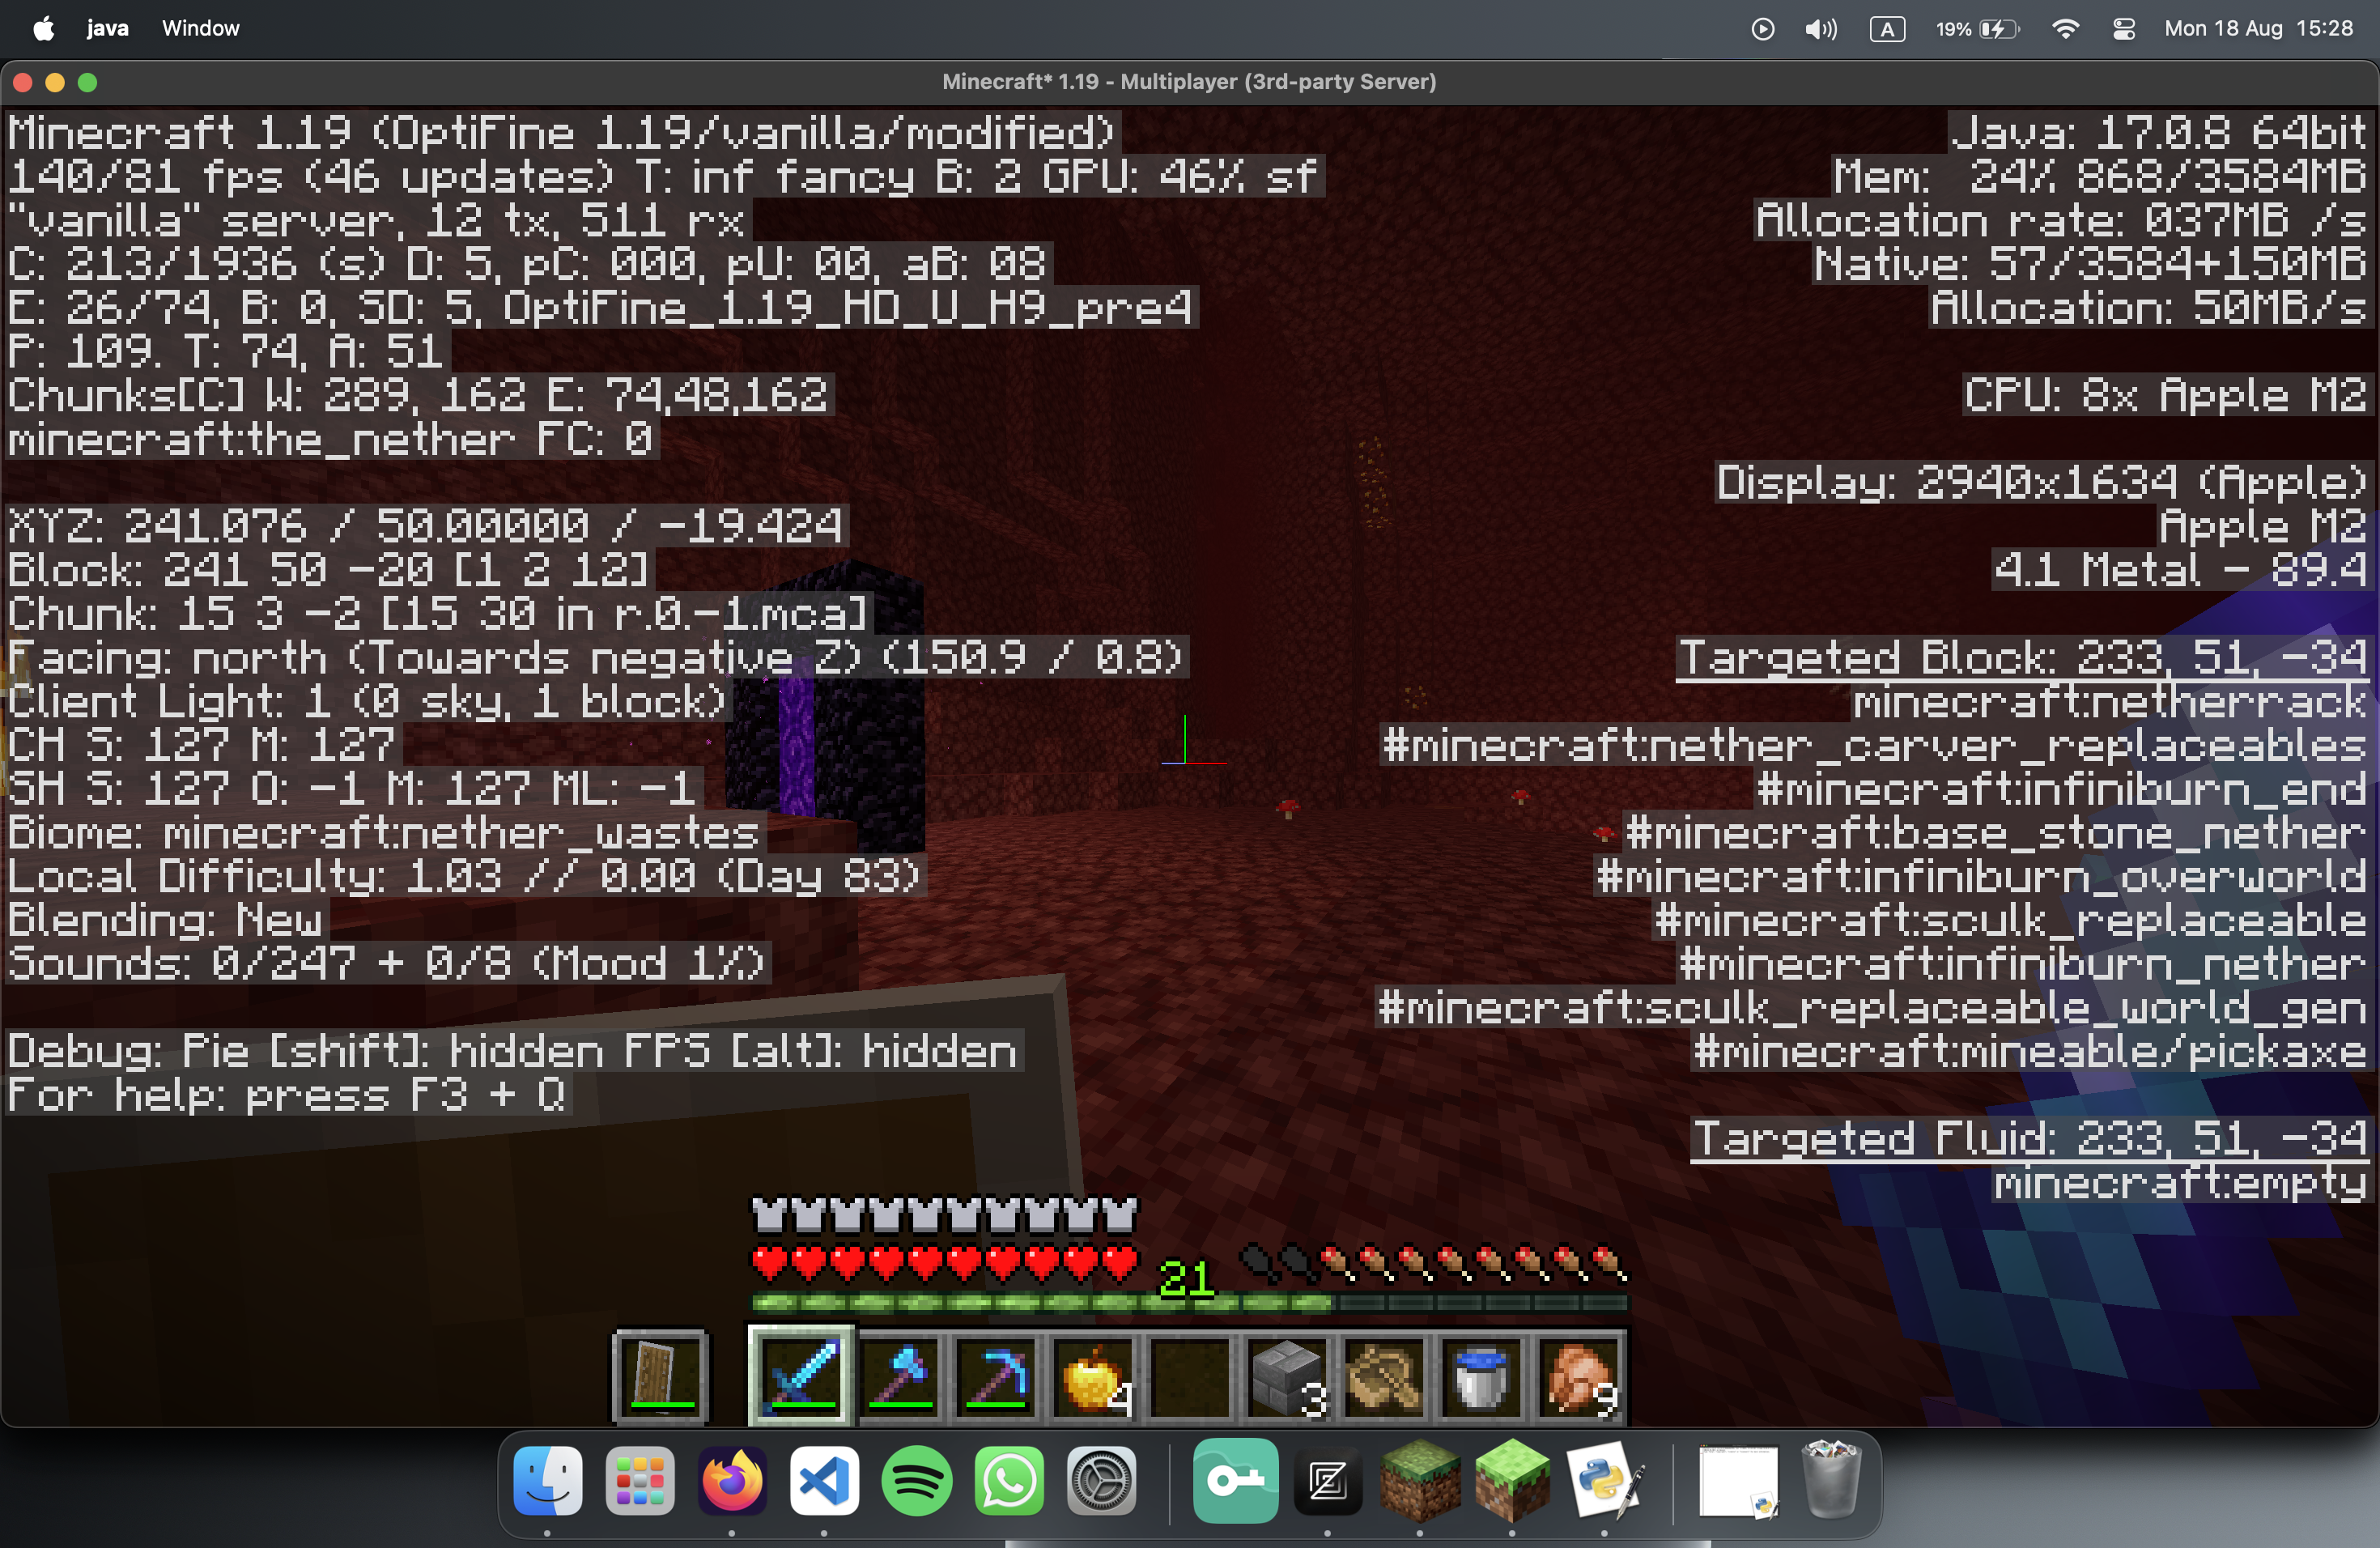 java Window
A 19% Mon 18 Aug 15:28
Minecraft* 1.19 - Multiplayer (3rd-party Server)
Minecraft 1.19 (OptiFine 1.19/vanilla/modified)
140/81 fps (46 updates) T: inf fancy B: 2 GPU: 46% sf
"vanilla" server, 12 tx, 511 rx
C: 213/1936 (s) D: 5, pC: 000, pU: 00, aB: 08
E: 26/74, B: 0, SD: 5, OptiFine_1.19_HD_U_H9_pre4
P: 109. T: 74, A: 51
Chunks[C] W: 289, 162 E: 74,48,162
minecraft:the_nether FC: 0
XYZ: 241.076 / 50.00000 / -19.424
Block: 241 50 -20 [1 2 12]
Chunk: 15 3 -2 [15 30 in r.0.-1.mca]
Facing: north (Towards negative Z) (150.9 / 0.8)
Client Light: 1 (0 sky, 1 block)
CH S: 127 M: 127
SH S: 127 O: -1 M: 127 ML: -1
Biome: minecraft:nether_wastes
Local Difficulty: 1.03 // 0.00 (Day 83)
Blending: New
Sounds: 0/247 + 0/8 (Mood 1%)
Debug: Pie [shift]: hidden FPS [alt]: hidden
For help: press F3 + Q
Java: 17.0.8 64bit
Mem: 24% 868/3584MB
Allocation rate: 037MB /s
Native: 57/3584+150MB
Allocation: 50MB/s
CPU: 8x Apple M2
Display: 2940x1634 (Apple)
Apple M2
4.1 Metal - 89.4
Targeted Block: 233, 51, -34
minecraft:netherrack
#minecraft:nether_carver_replaceables
#minecraft:infiniburn_end
#minecraft:base_stone_nether
#minecraft:infiniburn_overworld
#minecraft:sculk_replaceable
#minecraft:infiniburn_nether
#minecraft:sculk_replaceable_world_gen
#minecraft:mineable/pickaxe
Targeted Fluid: 233, 51, -34
minecraft:empty
21
4 3 9